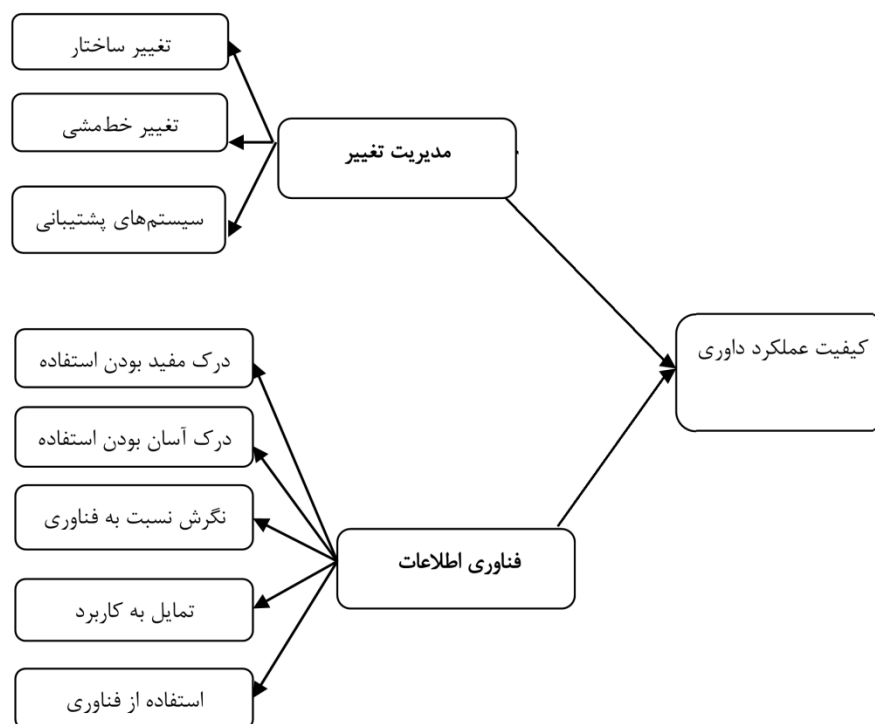 تغییر ساختار
تغییر خط‌مشی
مدیریت تغییر
سیستم‌های پشتیبانی
کیفیت عملکرد داوری
درک مفید بودن استفاده
درک آسان بودن استفاده
نگرش نسبت به فناوری
فناوری اطلاعات
تمایل به کاربرد
استفاده از فناوری